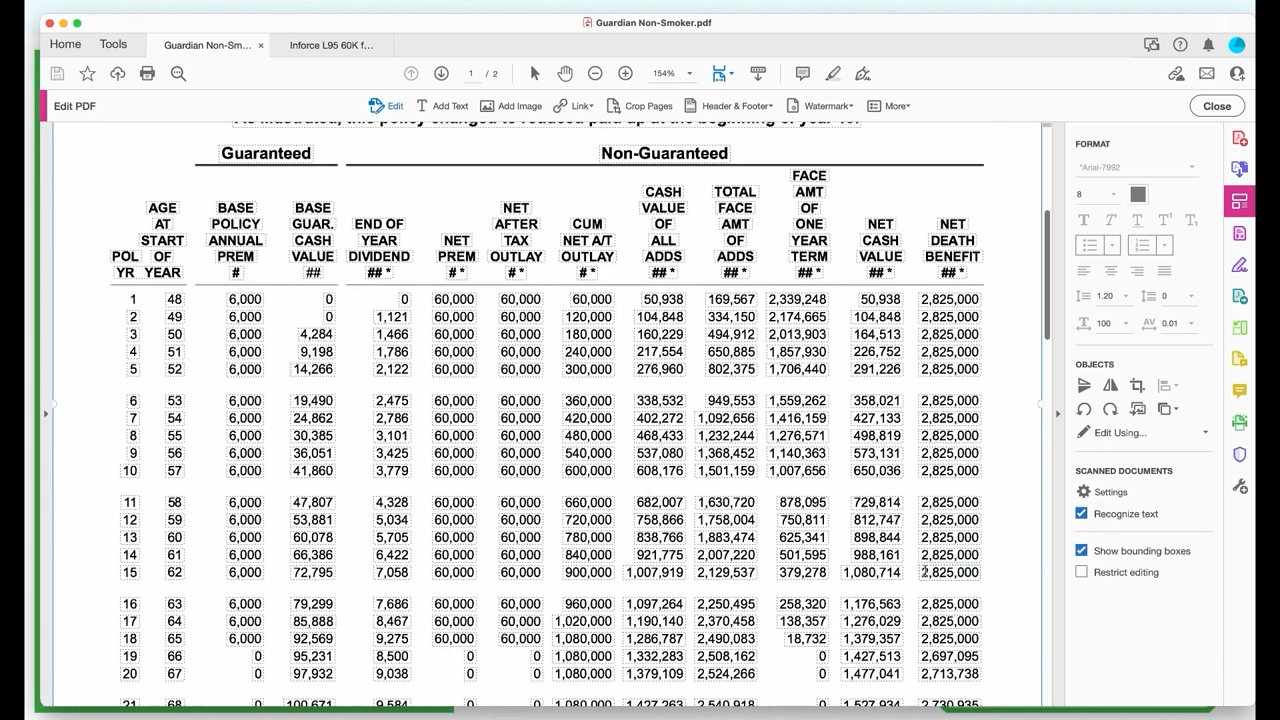 Guardian Non-Smoker.pdf
Home Tools Guardian Non-Sm... × Inforce L95 60K f...
1 / 2 154%
Edit PDF Edit Add Text Add Image Link Crop Pages Header & Footer Watermark More Close
Guaranteed Non-Guaranteed
FACE
CASH TOTAL AMT
AGE BASE BASE NET VALUE FACE OF NET NET
AT POLICY GUAR. END OF AFTER CUM OF AMT ONE CASH DEATH
START ANNUAL CASH YEAR NET TAX NET A/T ALL OF YEAR VALUE BENEFIT
POL OF PREM VALUE DIVIDEND PREM OUTLAY OUTLAY ADDS ADDS TERM
YR YEAR # ## ## * # * # * # * ## * ## * ## * ## * ## *
1 48 6,000 0 0 60,000 60,000 60,000 50,938 169,567 2,339,248 50,938 2,825,000
2 49 6,000 0 1,121 60,000 60,000 120,000 104,848 334,150 2,174,665 104,848 2,825,000
3 50 6,000 4,284 1,466 60,000 60,000 180,000 160,229 494,912 2,013,903 164,513 2,825,000
4 51 6,000 9,198 1,786 60,000 60,000 240,000 217,554 650,885 1,857,930 226,752 2,825,000
5 52 6,000 14,266 2,122 60,000 60,000 300,000 276,960 802,375 1,706,440 291,226 2,825,000
6 53 6,000 19,490 2,475 60,000 60,000 360,000 338,532 949,553 1,559,262 358,021 2,825,000
7 54 6,000 24,862 2,786 60,000 60,000 420,000 402,272 1,092,656 1,416,159 427,133 2,825,000
8 55 6,000 30,385 3,101 60,000 60,000 480,000 468,433 1,232,244 1,276,571 498,819 2,825,000
9 56 6,000 36,051 3,425 60,000 60,000 540,000 537,080 1,368,452 1,140,363 573,131 2,825,000
10 57 6,000 41,860 3,779 60,000 60,000 600,000 608,176 1,501,159 1,007,656 650,036 2,825,000
11 58 6,000 47,807 4,328 60,000 60,000 660,000 682,007 1,630,720 878,095 729,814 2,825,000
12 59 6,000 53,881 5,034 60,000 60,000 720,000 758,866 1,758,004 750,811 812,747 2,825,000
13 60 6,000 60,078 5,705 60,000 60,000 780,000 838,766 1,883,474 625,341 898,844 2,825,000
14 61 6,000 66,386 6,422 60,000 60,000 840,000 921,775 2,007,220 501,595 988,161 2,825,000
15 62 6,000 72,795 7,058 60,000 60,000 900,000 1,007,919 2,129,537 379,278 1,080,714 2,825,000
16 63 6,000 79,299 7,686 60,000 60,000 960,000 1,097,264 2,250,495 258,320 1,176,563 2,825,000
17 64 6,000 85,888 8,467 60,000 60,000 1,020,000 1,190,140 2,370,458 138,357 1,276,029 2,825,000
18 65 6,000 92,569 9,275 60,000 60,000 1,080,000 1,286,787 2,490,083 18,732 1,379,357 2,825,000
19 66 0 95,231 8,500 0 0 1,080,000 1,332,283 2,508,162 0 1,427,513 2,697,095
20 67 0 97,932 9,038 0 0 1,080,000 1,379,109 2,524,266 0 1,477,041 2,713,738
FORMAT
*Arial-7992
8
1.20 0
100 0.01
OBJECTS
Edit Using...
SCANNED DOCUMENTS
Settings
Recognize text
Show bounding boxes
Restrict editing